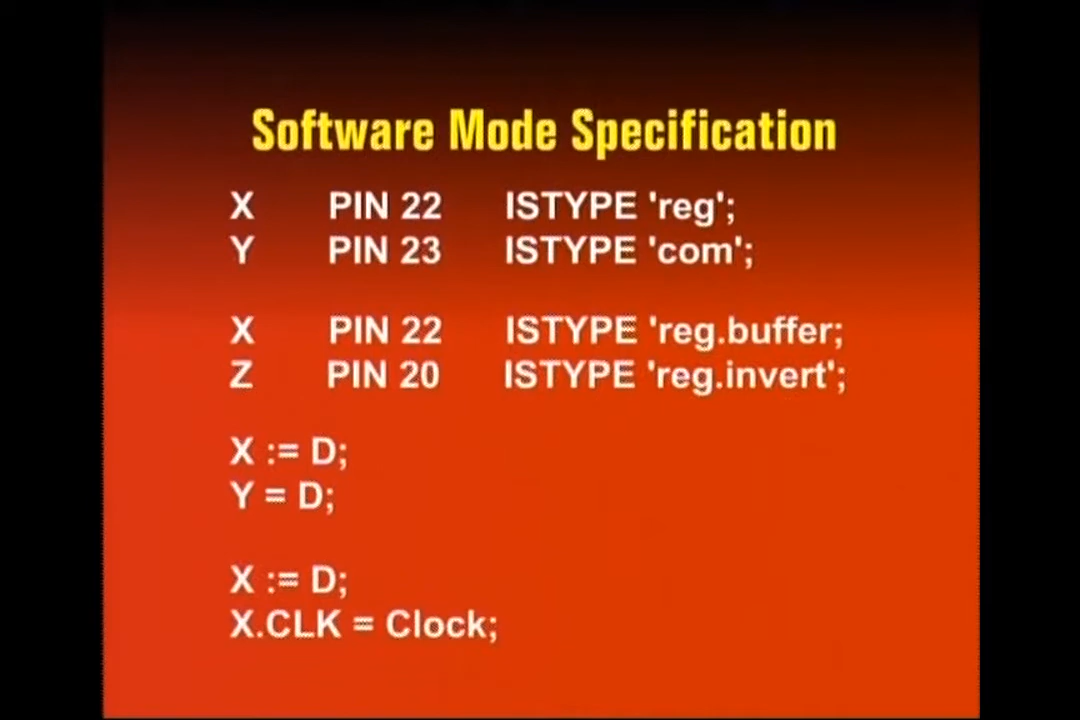 Software Mode Specification
X PIN 22 ISTYPE 'reg';
Y PIN 23 ISTYPE 'com';
X PIN 22 ISTYPE 'reg.buffer;
Z PIN 20 ISTYPE 'reg.invert';
X := D;
Y = D;
X := D;
X.CLK = Clock;